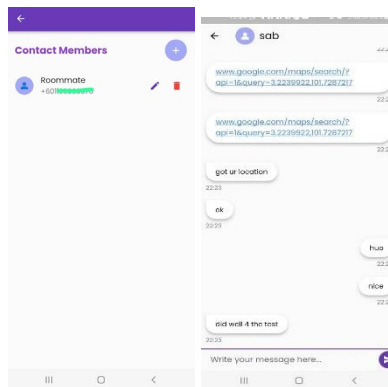 Contact Members
Roommate
sab
www.google.com/maps/search/?
api=1&query=3.2239922,101.7287217
www.google.com/maps/search/?
api=1&query=3.2239922,101.7287217
got ur location
22:23
ok
22:23
huo
nice
did well 4 the test
22:23
Write your message here...